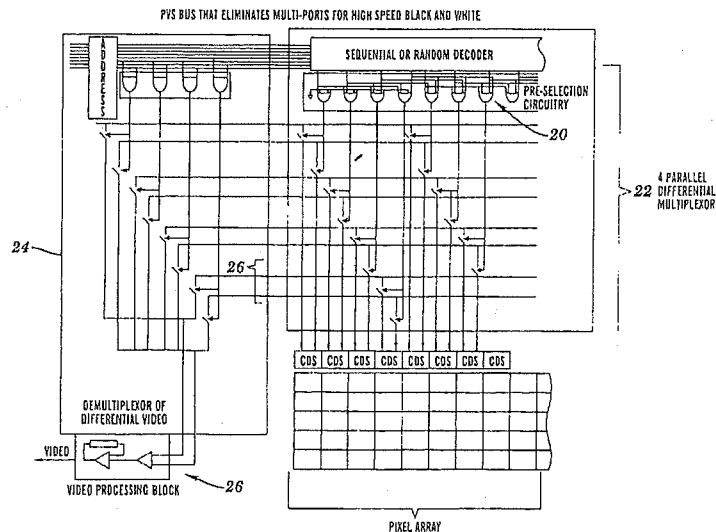 PVS BUS THAT ELIMINATES MULTI-PORTS FOR HIGH SPEED BLACK AND WHITE
ADDRESS
SEQUENTIAL OR RANDOM DECODER
PRE-SELECTION
CIRCUITRY
20
22
4 PARALLEL
DIFFERENTIAL
MULTIPLEXOR
24
26
CDS CDS CDS CDS CDS CDS CDS CDS
DEMULTIPLEXOR OF
DIFFERENTIAL VIDEO
VIDEO
VIDEO PROCESSING BLOCK
26
PIXEL ARRAY